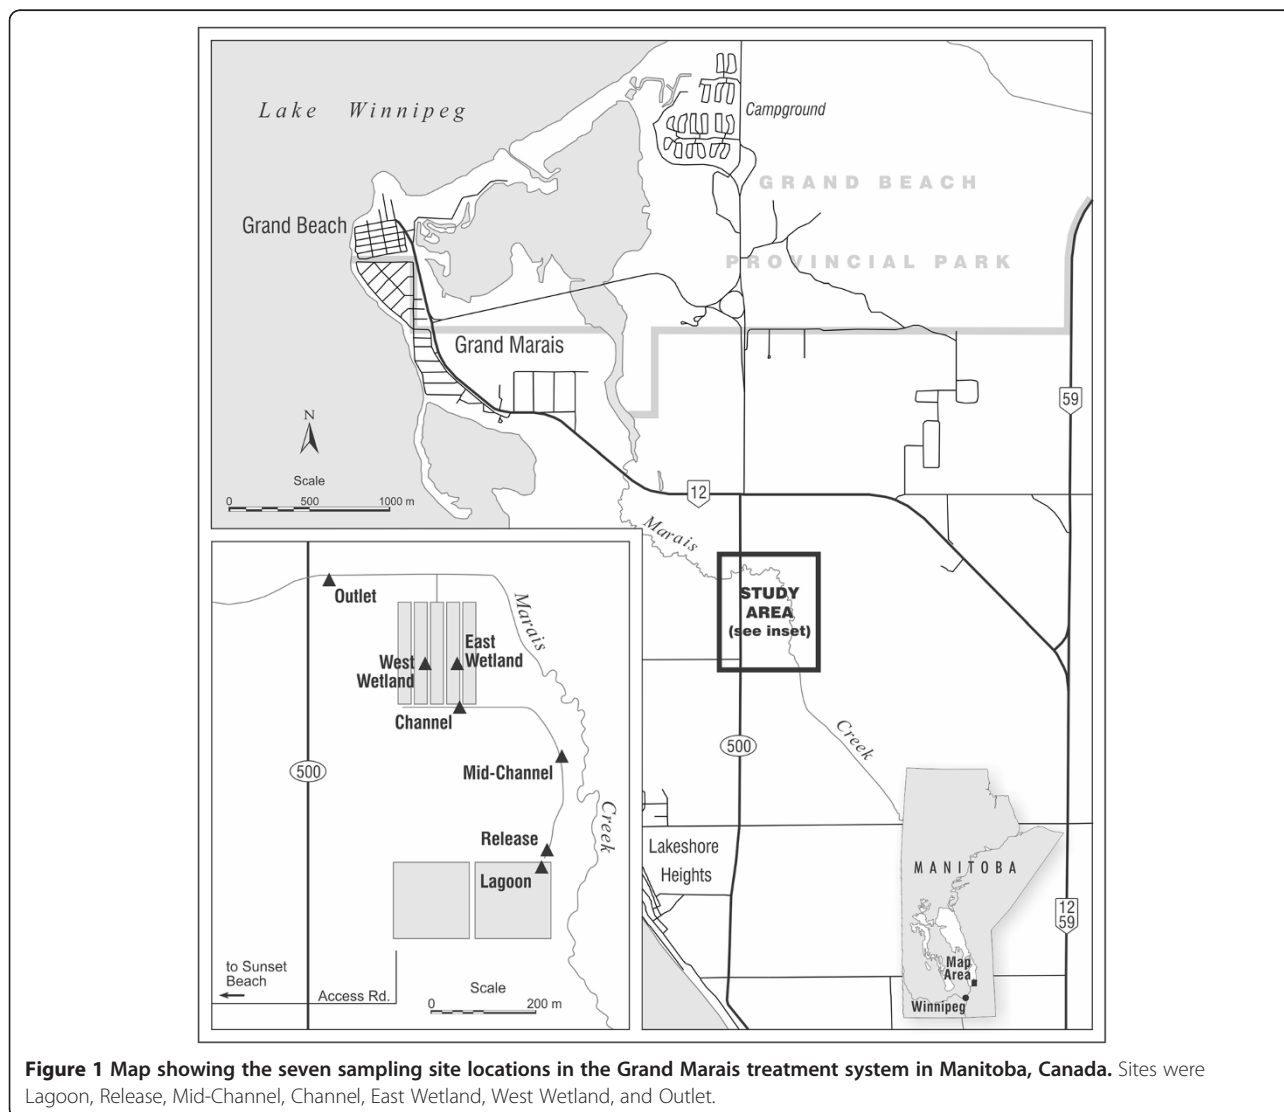 Lake Winnipeg
Campground
GRAND BEACH
PROVINCIAL PARK
Grand Beach
Grand Marais
59
N
Scale
0 500 1000 m
12
Marais
STUDY
AREA
(see inset)
500
Creek
Lakeshore
Heights
12
59
MANITOBA
Map
Area
Winnipeg
Outlet
Marais
East
Wetland
West
Wetland
Channel
500
Mid-Channel
Creek
Release
Lagoon
to Sunset
Beach
Access Rd.
Scale
0 200 m
Figure 1 Map showing the seven sampling site locations in the Grand Marais treatment system in Manitoba, Canada. Sites were
Lagoon, Release, Mid-Channel, Channel, East Wetland, West Wetland, and Outlet.